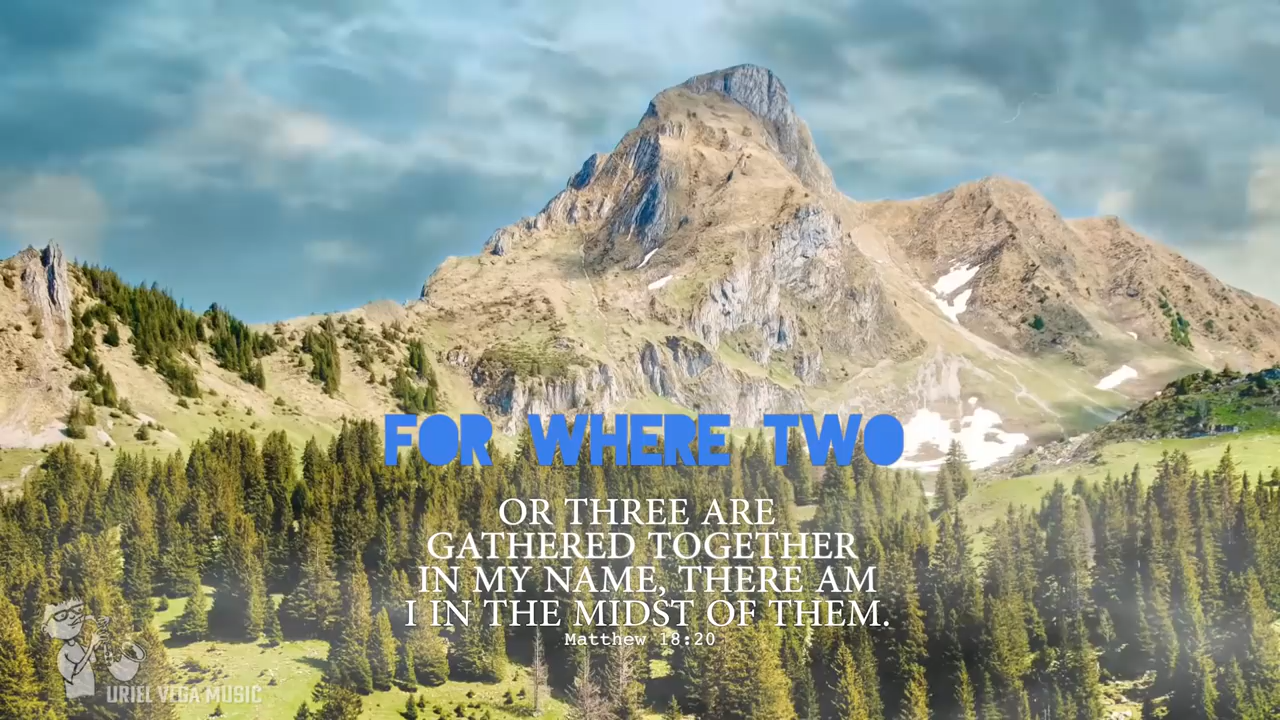 FOR WHERE TWO
OR THREE ARE
GATHERED TOGETHER
IN MY NAME, THERE AM
I IN THE MIDST OF THEM.
Matthew 18:20
URIEL VEGA MUSIC